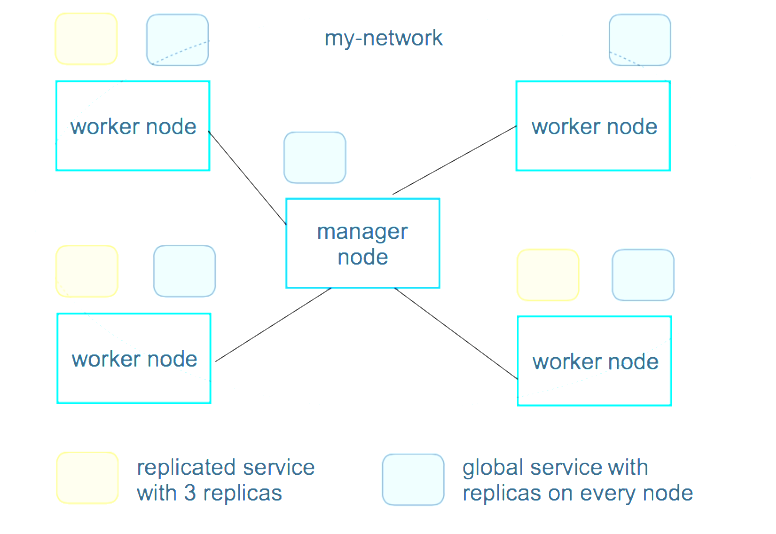 my-network
worker node
worker node
manager
node
worker node
worker node
replicated service
with 3 replicas
global service with
replicas on every node